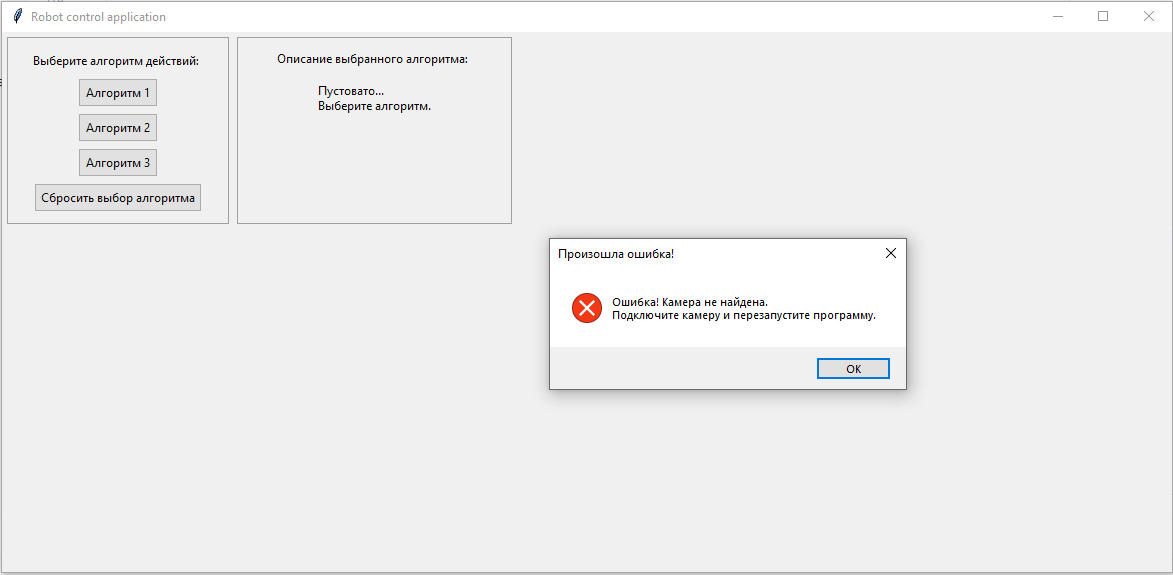 Robot control application
Выберите алгоритм действий:
Алгоритм 1
Алгоритм 2
Алгоритм 3
Сбросить выбор алгоритма
Описание выбранного алгоритма:
Пустовато...
Выберите алгоритм.
Произошла ошибка!
Ошибка! Камера не найдена.
Подключите камеру и перезапустите программу.
OK